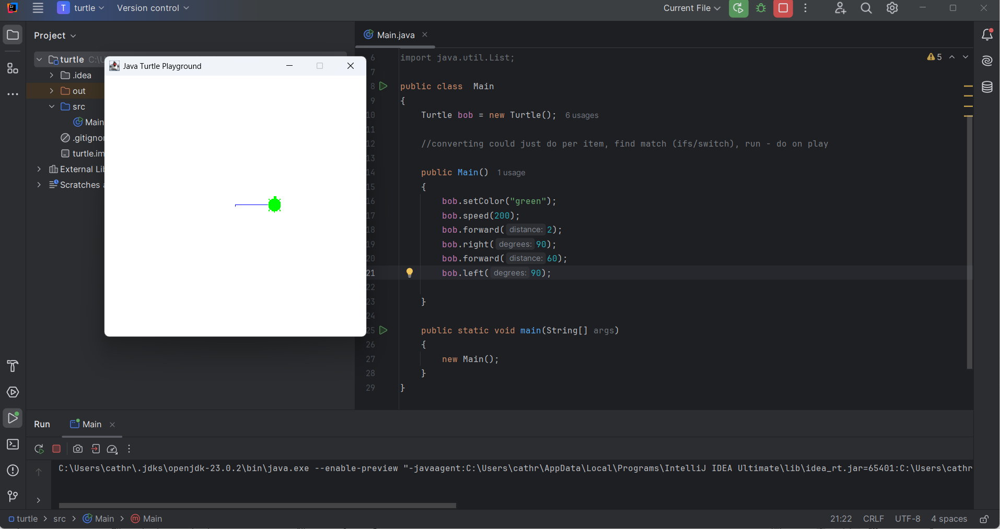 T turtle Version control Current File
Project
Main.java
turtle C:\U
.idea
out
src
Main
.gitigno
turtle.im
External Lib
Scratches a
Java Turtle Playground
5
6 import java.util.List;
7
8 public class Main
9 {
10 Turtle bob = new Turtle(); 6 usages
11
12 //converting could just do per item, find match (ifs/switch), run - do on play
13
14 public Main() 1 usage
15 {
16 bob.setColor("green");
17 bob.speed(200);
18 bob.forward( distance: 2);
19 bob.right( degrees: 90);
20 bob.forward( distance: 60);
21 bob.left( degrees: 90);
22
23 }
24
25 public static void main(String[] args)
26 {
27 new Main();
28 }
29 }
Run Main
C:\Users\cathr\.jdks\openjdk-23.0.2\bin\java.exe --enable-preview "-javaagent:C:\Users\cathr\AppData\Local\Programs\IntelliJ IDEA Ultimate\lib\idea_rt.jar=65401:C:\Users\cathr
turtle > src > Main > m Main 21:22 CRLF UTF-8 4 spaces